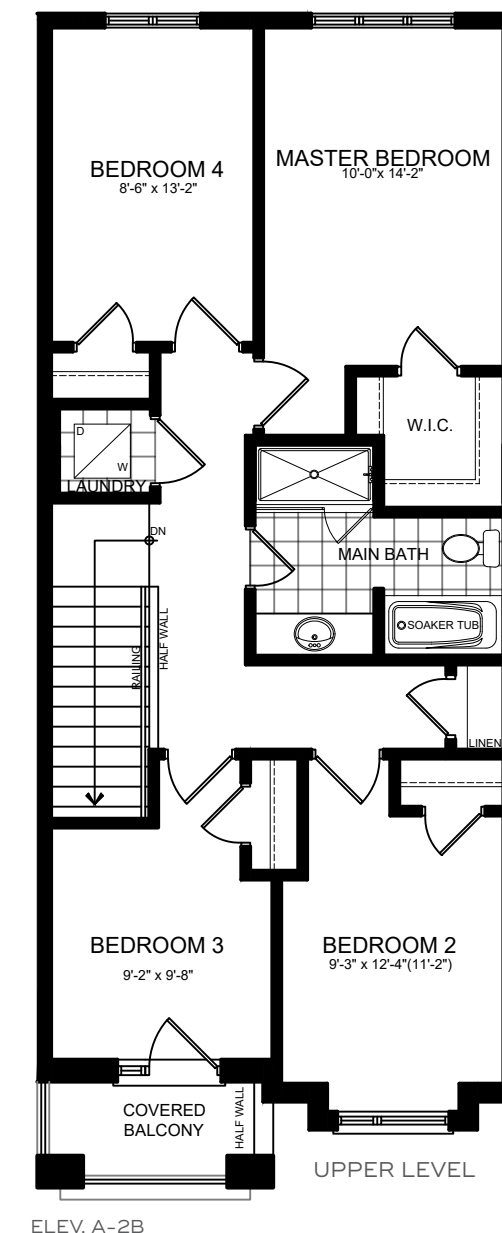 BEDROOM 4
8'-6" x 13'-2"
MASTER BEDROOM
10'-0"x 14'-2"
W.I.C.
D
W
LAUNDRY
DN
MAIN BATH
SOAKER TUB
RAILING
HALF WALL
LINEN
BEDROOM 3
9'-2" x 9'-8"
BEDROOM 2
9'-3" x 12'-4"(11'-2")
COVERED
BALCONY
HALF WALL
UPPER LEVEL
ELEV. A-2B